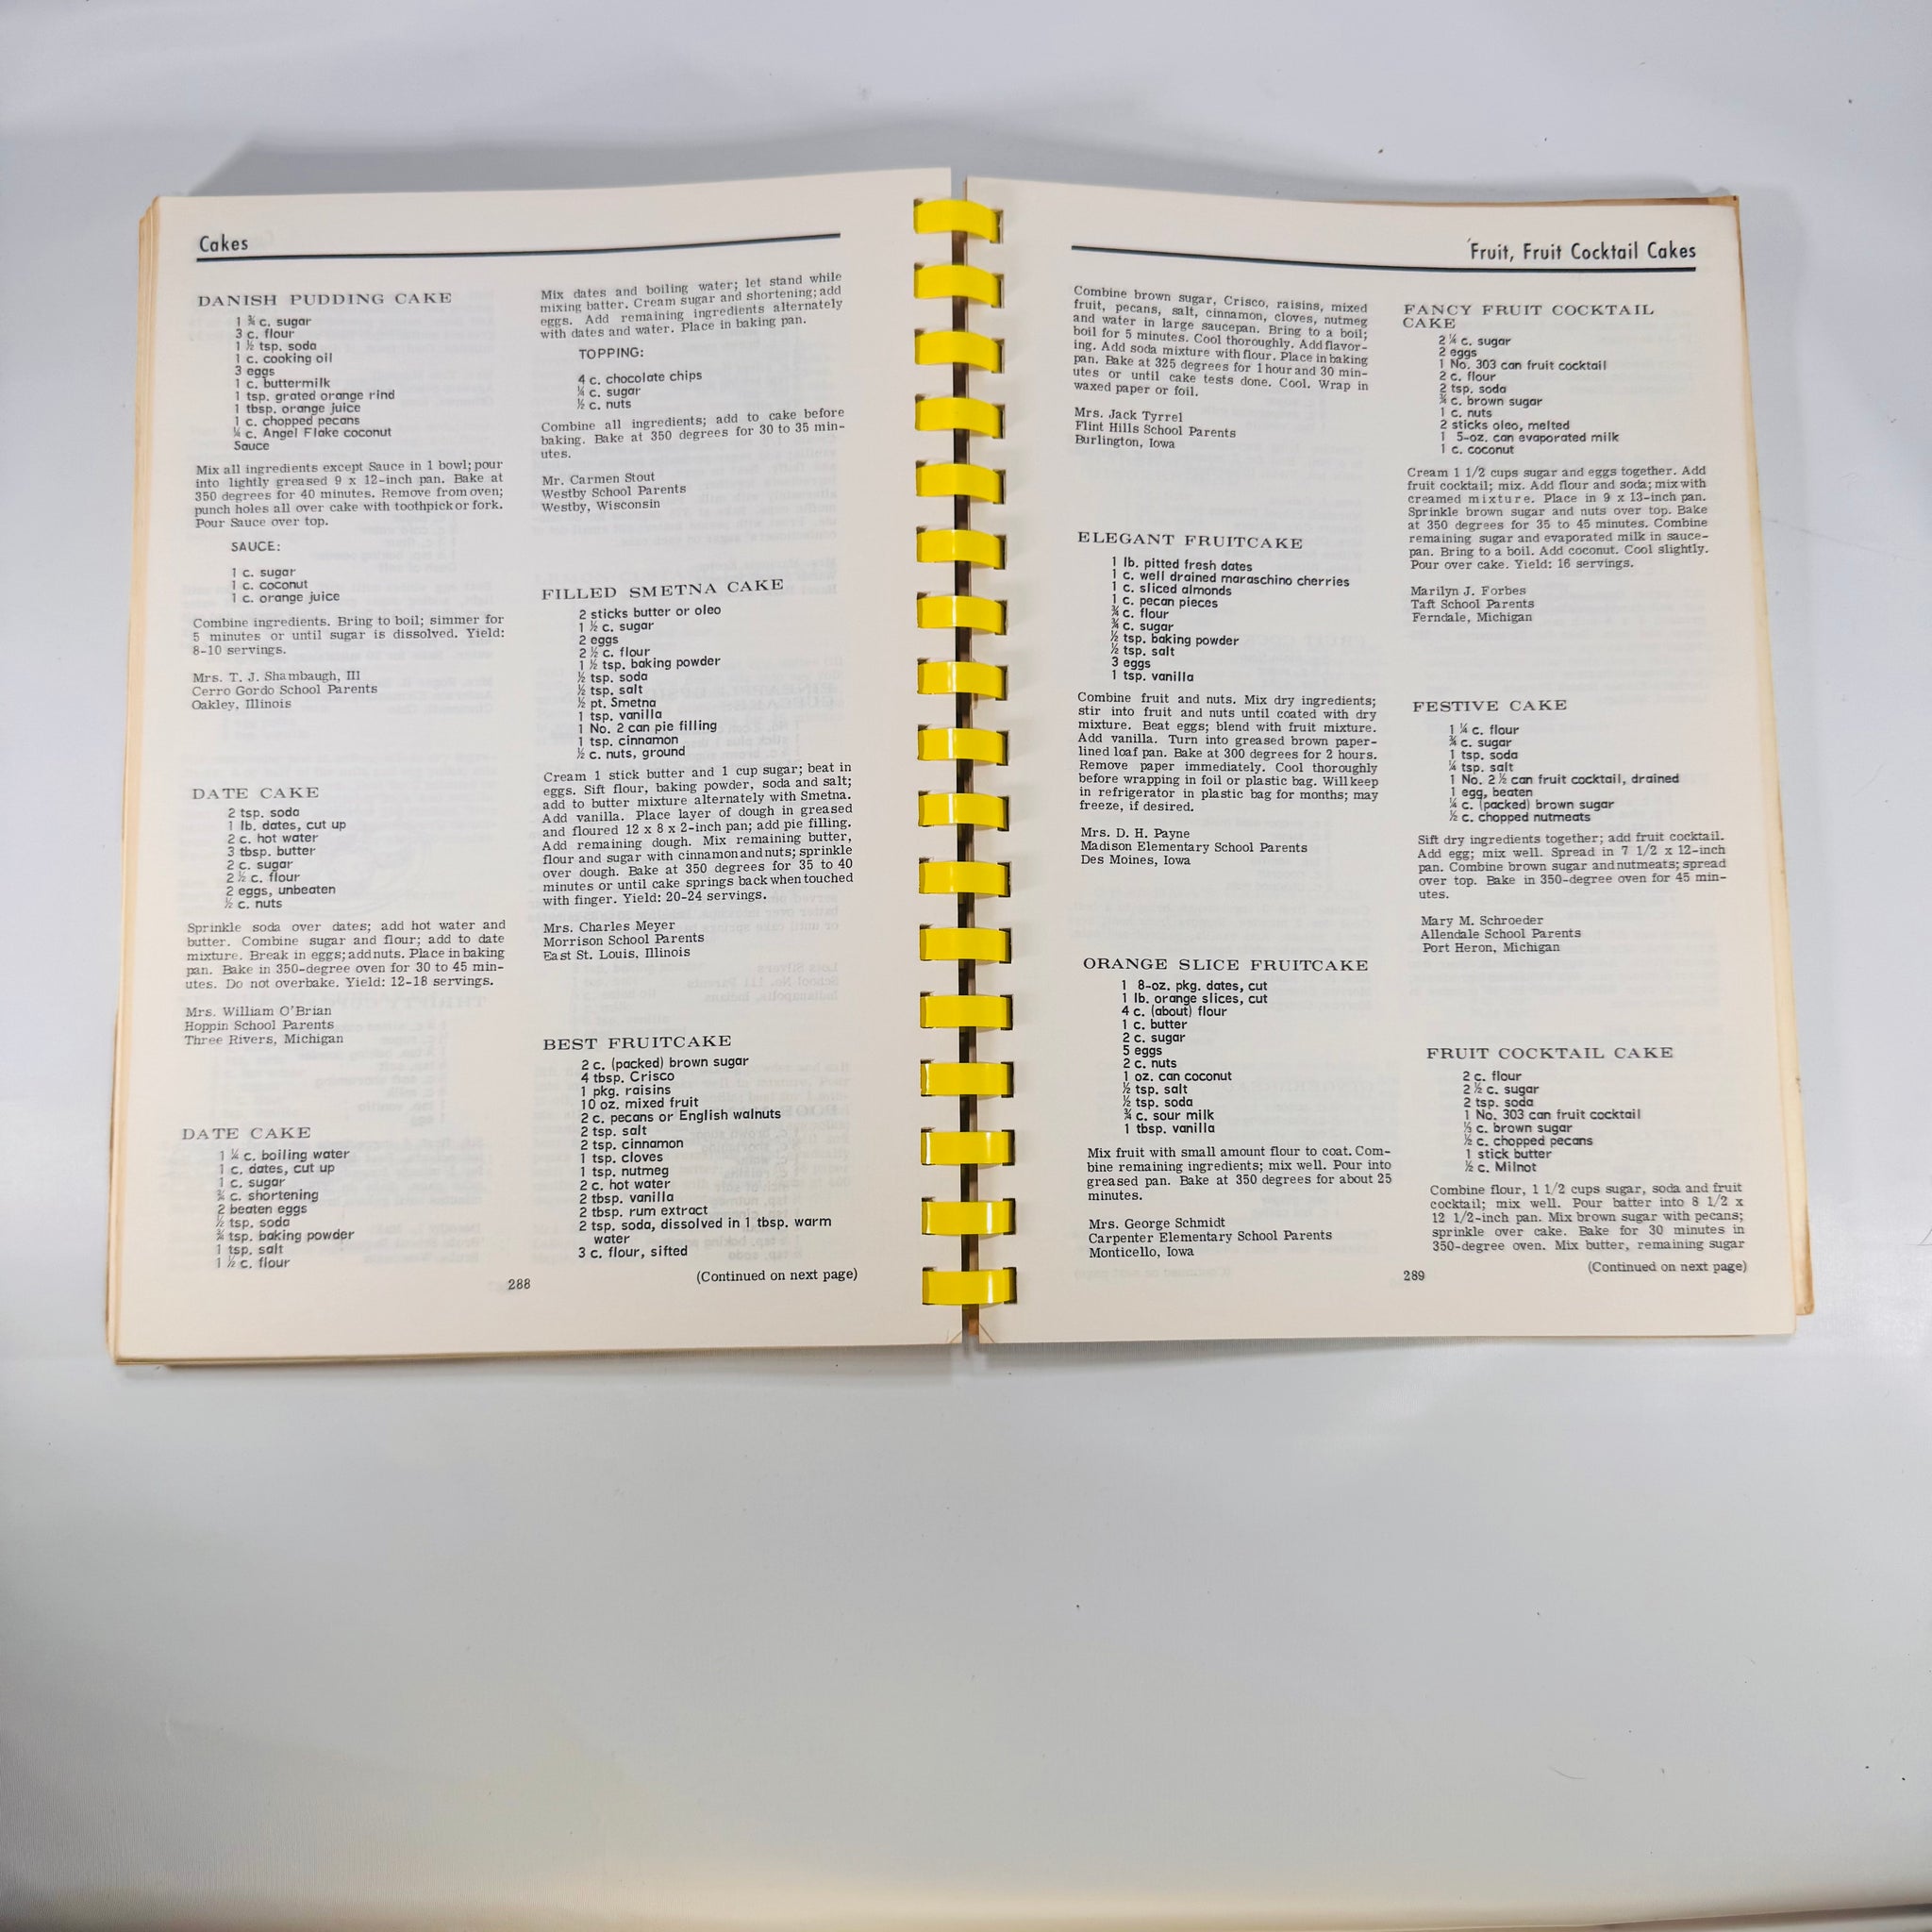 Cakes
DANISH PUDDING CAKE
1 ¾ c. sugar
3 c. flour
1 ½ tsp. soda
1 c. cooking oil
3 eggs
1 c. buttermilk
1 tsp. grated orange rind
1 tbsp. orange juice
1 c. chopped pecans
c. Angel Flake coconut
Sauce
Mix all ingredients except Sauce in 1 bowl; pour
into lightly greased 9 x 12-inch pan. Bake at
350 degrees for 40 minutes. Remove from oven;
punch holes all over cake with toothpick or fork.
Pour Sauce over top.
SAUCE:
1 c. sugar
1 c. coconut
1 c. orange juice
Combine ingredients. Bring to boil; simmer for
5 minutes or until sugar is dissolved. Yield:
8-10 servings.
Mrs. T. J. Shambaugh, III
Cerro Gordo School Parents
Oakley, Illinois
DATE CAKE
2 tsp. soda
1 lb. dates, cut up
2 c. hot water
3 tbsp. butter
2 c. sugar
2 ½ c. flour
2 eggs, unbeaten
½ c. nuts
Sprinkle soda over dates; add hot water and
butter. Combine sugar and flour; add to date
mixture. Break in eggs; add nuts. Place in baking
pan. Bake in 350-degree oven for 30 to 45 min-
utes. Do not overbake. Yield: 12-18 servings.
Mrs. William O'Brian
Hoppin School Parents
Three Rivers, Michigan
DATE CAKE
1 ¼ c. boiling water
1 c. dates, cut up
1 c. sugar
¾ c. shortening
2 beaten eggs
½ tsp. soda
¾ tsp. baking powder
1 tsp. salt
1 ½ c. flour
Mix dates and boiling water; let stand while
mixing batter. Cream sugar and shortening; add
eggs. Add remaining ingredients alternately
with dates and water. Place in baking pan.
TOPPING:
4 c. chocolate chips
c. sugar
½ c. nuts
Combine all ingredients; add to cake before
baking. Bake at 350 degrees for 30 to 35 min-
utes.
Mr. Carmen Stout
Westby School Parents
Westby, Wisconsin
FILLED SMETNA CAKE
2 sticks butter or oleo
1 ½ c. sugar
2 eggs
2 ½ c. flour
1 ½ tsp. baking powder
½ tsp. soda
½ tsp. salt
½ pt. Smetna
1 tsp. vanilla
1 No. 2 can pie filling
1 tsp. cinnamon
½ c. nuts, ground
Cream 1 stick butter and 1 cup sugar; beat in
eggs. Sift flour, baking powder, soda and salt;
add to butter mixture alternately with Smetna.
Add vanilla. Place layer of dough in greased
and floured 12 x 8 x 2-inch pan; add pie filling.
Add remaining dough. Mix remaining butter,
flour and sugar with cinnamon and nuts; sprinkle
over dough. Bake at 350 degrees for 35 to 40
minutes or until cake springs back when touched
with finger. Yield: 20-24 servings.
Mrs. Charles Meyer
Morrison School Parents
East St. Louis, Illinois
BEST FRUITCAKE
2 c. (packed) brown sugar
4 tbsp. Crisco
1 pkg. raisins
10 oz. mixed fruit
2 c. pecans or English walnuts
2 tsp. salt
2 tsp. cinnamon
1 tsp. cloves
1 tsp. nutmeg
2 c. hot water
2 tbsp. vanilla
2 tbsp. rum extract
2 tsp. soda, dissolved in 1 tbsp. warm
water
3 c. flour, sifted
(Continued on next page)
288
Fruit, Fruit Cocktail Cakes
Combine brown sugar, Crisco, raisins, mixed
fruit, pecans, salt, cinnamon, cloves, nutmeg
and water in large saucepan. Bring to a boil;
boil for 5 minutes. Cool thoroughly. Add flavor-
ing. Add soda mixture with flour. Place in baking
pan. Bake at 325 degrees for 1 hour and 30 min-
utes or until cake tests done. Cool. Wrap in
waxed paper or foil.
Mrs. Jack Tyrrel
Flint Hills School Parents
Burlington, Iowa
ELEGANT FRUITCAKE
1 lb. pitted fresh dates
1 c. well drained maraschino cherries
1 c. sliced almonds
1 c. pecan pieces
¾ c. flour
¾ c. sugar
½ tsp. baking powder
½ tsp. salt
3 eggs
1 tsp. vanilla
Combine fruit and nuts. Mix dry ingredients;
stir into fruit and nuts until coated with dry
mixture. Beat eggs; blend with fruit mixture.
Add vanilla. Turn into greased brown paper-
lined loaf pan. Bake at 300 degrees for 2 hours.
Remove paper immediately. Cool thoroughly
before wrapping in foil or plastic bag. Will keep
in refrigerator in plastic bag for months; may
freeze, if desired.
Mrs. D. H. Payne
Madison Elementary School Parents
Des Moines, Iowa
ORANGE SLICE FRUITCAKE
1 8-oz. pkg. dates, cut
1 lb. orange slices, cut
4 c. (about) flour
1 c. butter
2 c. sugar
5 eggs
2 c. nuts
1 oz. can coconut
½ tsp. salt
½ tsp. soda
¾ c. sour milk
1 tbsp. vanilla
Mix fruit with small amount flour to coat. Com-
bine remaining ingredients; mix well. Pour into
greased pan. Bake at 350 degrees for about 25
minutes.
Mrs. George Schmidt
Carpenter Elementary School Parents
Monticello, Iowa
FANCY FRUIT COCKTAIL
CAKE
2 ¼ c. sugar
2 eggs
1 No. 303 can fruit cocktail
2 c. flour
2 tsp. soda
¾ c. brown sugar
1 c. nuts
2 sticks oleo, melted
1 5-oz. can evaporated milk
1 c. coconut
Cream 1 1/2 cups sugar and eggs together. Add
fruit cocktail; mix. Add flour and soda; mix with
creamed mixture. Place in 9 x 13-inch pan.
Sprinkle brown sugar and nuts over top. Bake
at 350 degrees for 35 to 45 minutes. Combine
remaining sugar and evaporated milk in sauce-
pan. Bring to a boil. Add coconut. Cool slightly.
Pour over cake. Yield: 16 servings.
Marilyn J. Forbes
Taft School Parents
Ferndale, Michigan
FESTIVE CAKE
1 ¼ c. flour
¾ c. sugar
1 tsp. soda
¼ tsp. salt
1 No. 2 ½ can fruit cocktail, drained
1 egg, beaten
¼ c. (packed) brown sugar
½ c. chopped nutmeats
Sift dry ingredients together; add fruit cocktail.
Add egg; mix well. Spread in 7 1/2 x 12-inch
pan. Combine brown sugar and nutmeats; spread
over top. Bake in 350-degree oven for 45 min-
utes.
Mary M. Schroeder
Allendale School Parents
Port Heron, Michigan
FRUIT COCKTAIL CAKE
2 c. flour
2 ½ c. sugar
2 tsp. soda
1 No. 303 can fruit cocktail
c. brown sugar
½ c. chopped pecans
1 stick butter
½ c. Milnot
Combine flour, 1 1/2 cups sugar, soda and fruit
cocktail; mix well. Pour batter into 8 1/2 x
12 1/2-inch pan. Mix brown sugar with pecans;
sprinkle over cake. Bake for 30 minutes in
350-degree oven. Mix butter, remaining sugar
(Continued on next page)
289